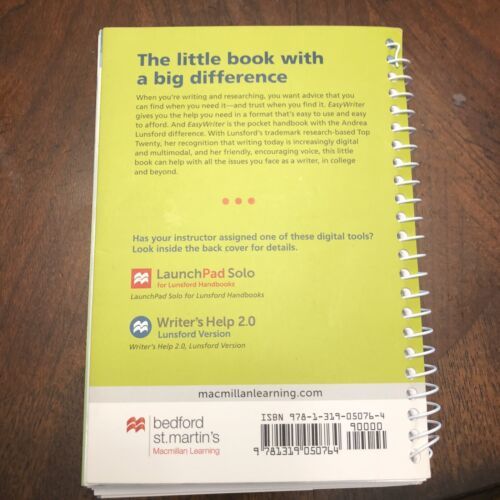 The little book with
a big difference
When you're writing and researching, you want advice that you
can find when you need it—and trust when you find it. EasyWriter
gives you the help you need in a format that's easy to use and easy
to afford. And EasyWriter is the pocket handbook with the Andrea
Lunsford difference. With Lunsford's trademark research-based Top
Twenty, her recognition that writing today is increasingly digital
and multimodal, and her friendly, encouraging voice, this little
book can help with all the issues you face as a writer, in college
and beyond.
Has your instructor assigned one of these digital tools?
Look inside the back cover for details.
LaunchPad Solo
for Lunsford Handbooks
LaunchPad Solo for Lunsford Handbooks
Writer's Help 2.0
Lunsford Version
Writer's Help 2.0, Lunsford Version
macmillanlearning.com
bedford
st.martin's
Macmillan Learning
ISBN 978-1-319-05076-4
90000
9 781319 050764